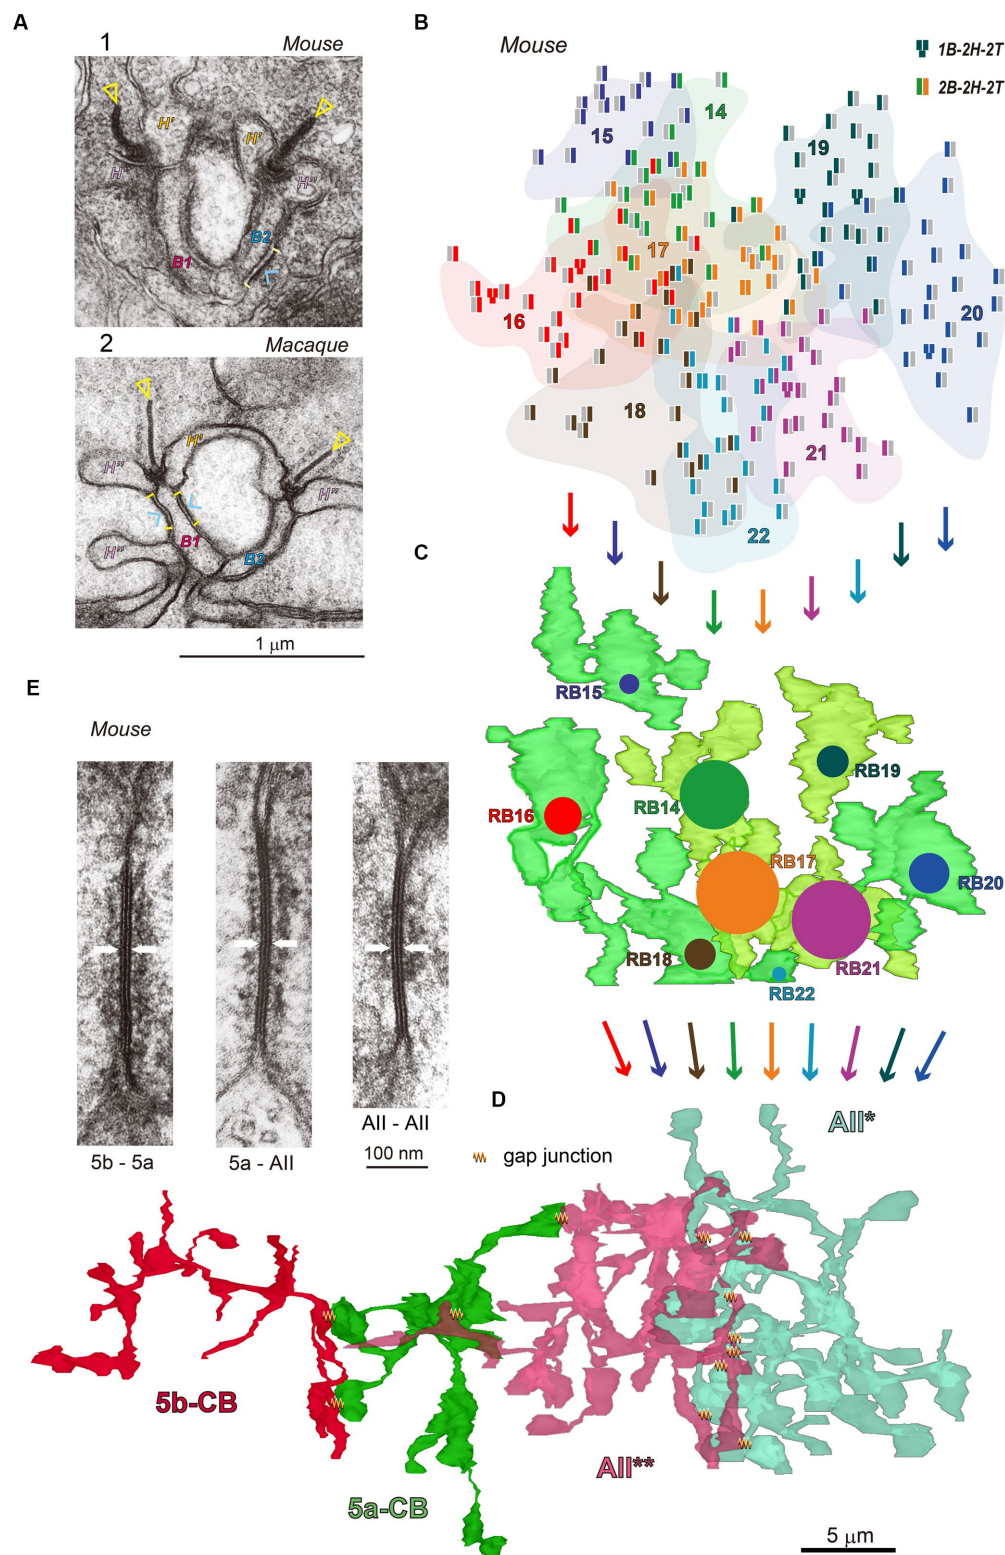 A
1
Mouse
H'
H'
H''
H''
B2
B1
2
Macaque
H'
H''
H''
B1
H''
B2
1 μm
B
Mouse
1B-2H-2T
2B-2H-2T
14
15
19
17
16
20
18
21
22
C
RB15
RB19
RB14
RB16
RB17
RB20
RB18
RB21
RB22
E
Mouse
5b - 5a
5a - AII
AII - AII
100 nm
D
gap junction
AII*
5b-CB
AII**
5a-CB
5 μm